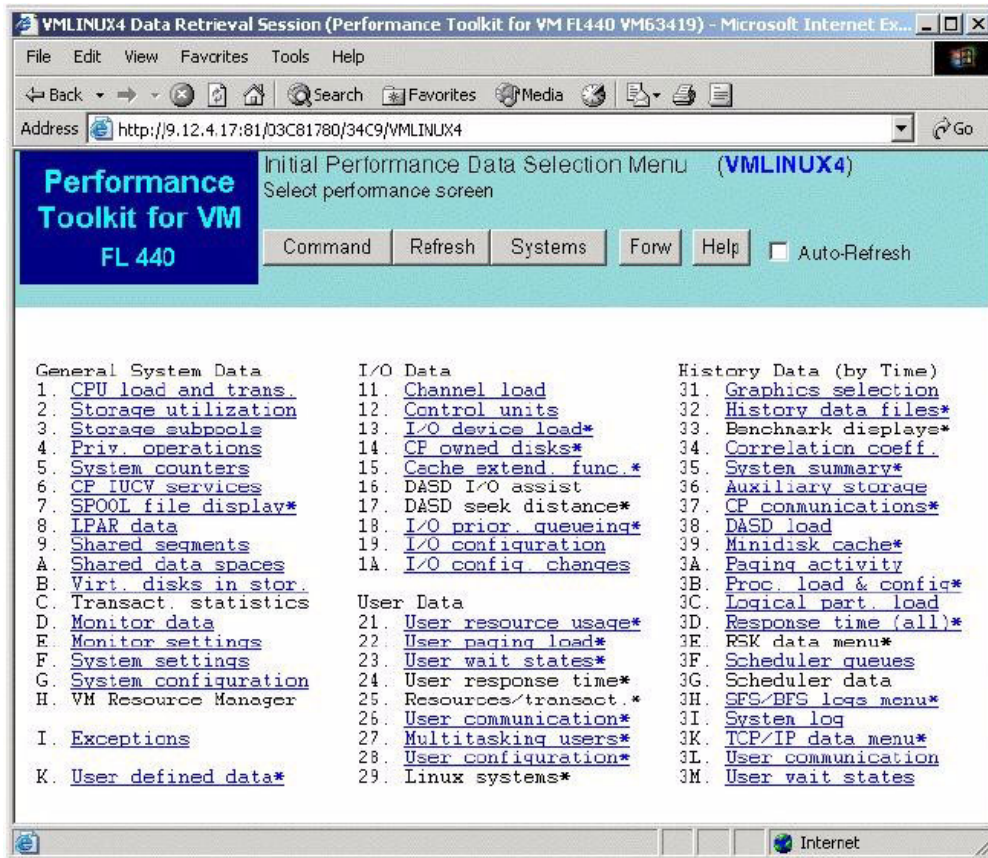 VMLINUX4 Data Retrieval Session (Performance Toolkit for VM FL440 VM63419) - Microsoft Internet Ex...
File Edit View Favorites Tools Help
Back Search Favorites Media
Address http://9.12.4.17:81/03C81780/34C9/VMLINUX4 Go
Performance
Toolkit for VM
FL 440
Initial Performance Data Selection Menu (VMLINUX4)
Select performance screen
Command Refresh Systems Forw Help Auto-Refresh
General System Data
1. CPU load and trans.
2. Storage utilization
3. Storage subpools
4. Priv. operations
5. System counters
6. CP IUCV services
7. SPOOL file display*
8. LPAR data
9. Shared segments
A. Shared data spaces
B. Virt. disks in stor.
C. Transact. statistics
D. Monitor data
E. Monitor settings
F. System settings
G. System configuration
H. VM Resource Manager
I. Exceptions
K. User defined data*
I/O Data
11. Channel load
12. Control units
13. I/O device load*
14. CP owned disks*
15. Cache extend. func.*
16. DASD I/O assist
17. DASD seek distance*
18. I/O prior. queueing*
19. I/O configuration
1A. I/O config. changes
User Data
21. User resource usage*
22. User paging load*
23. User wait states*
24. User response time*
25. Resources/transact.*
26. User communication*
27. Multitasking users*
28. User configuration*
29. Linux systems*
History Data (by Time)
31. Graphics selection
32. History data files*
33. Benchmark displays*
34. Correlation coeff.
35. System summary*
36. Auxiliary storage
37. CP communications*
38. DASD load
39. Minidisk cache*
3A. Paging activity
3B. Proc. load & config*
3C. Logical part. load
3D. Response time (all)*
3E. RSK data menu*
3F. Scheduler queues
3G. Scheduler data
3H. SFS/BFS logs menu*
3I. System log
3K. TCP/IP data menu*
3L. User communication
3M. User wait states
Internet